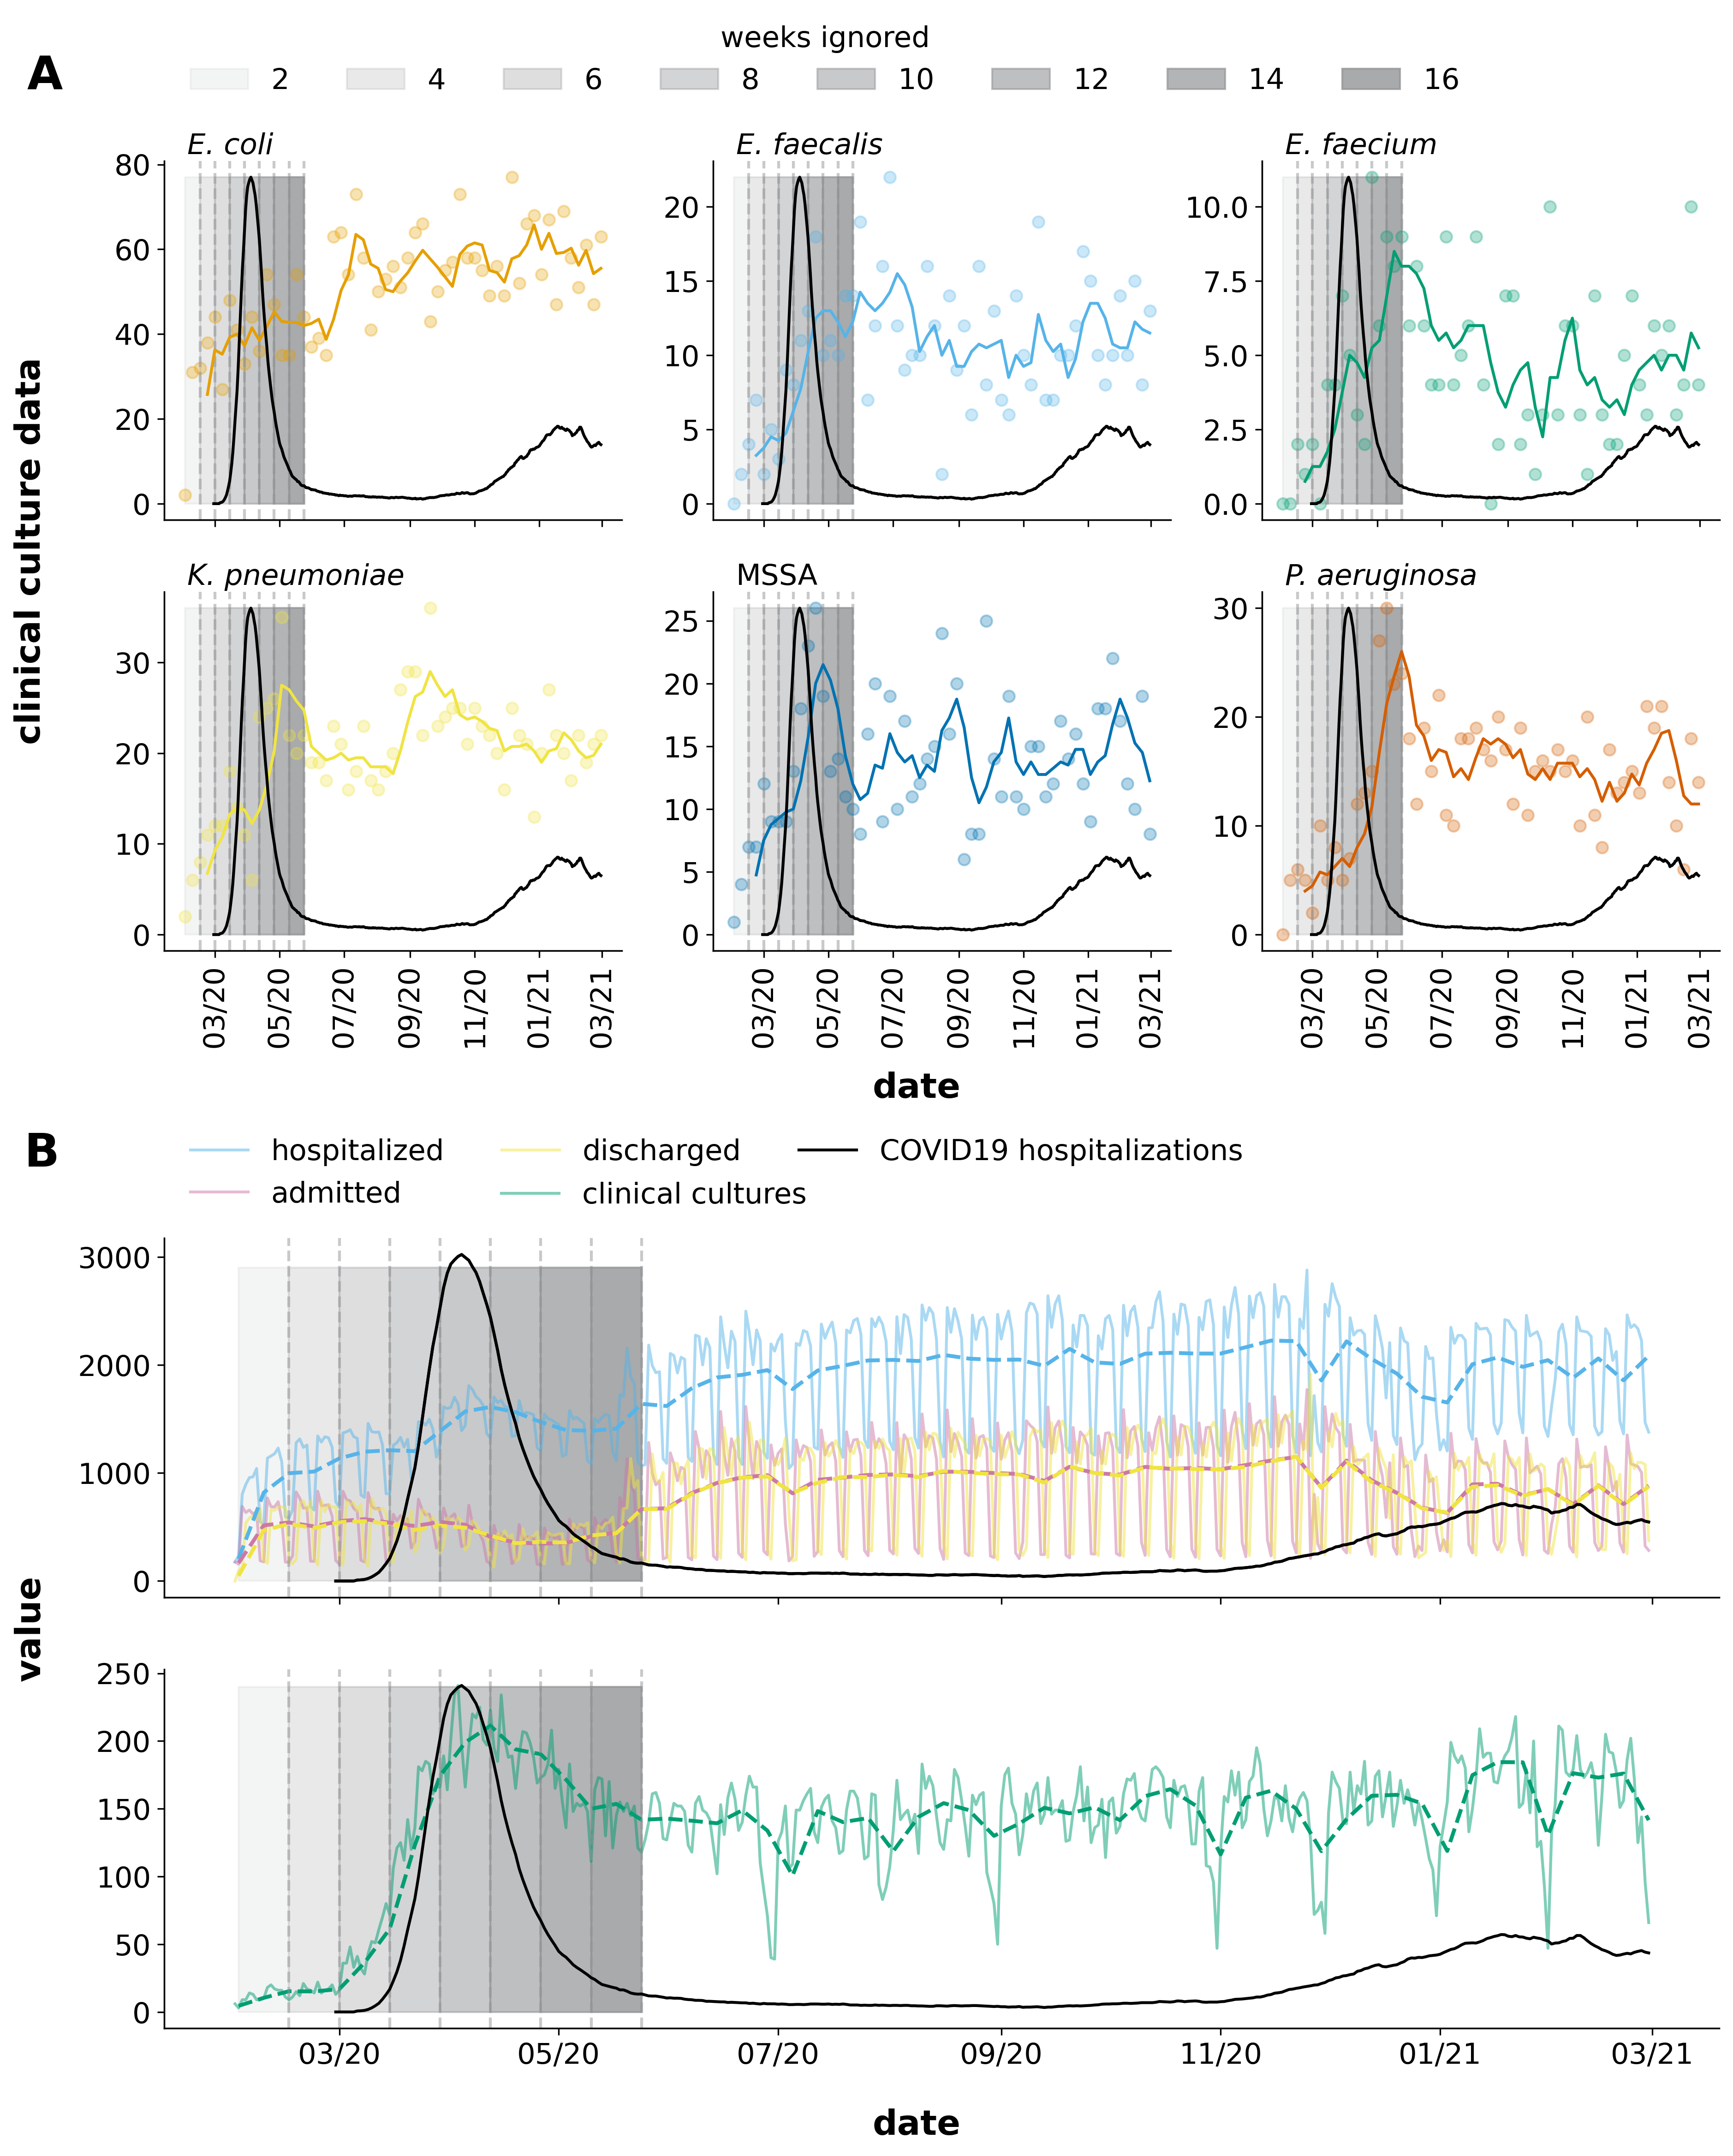 A
weeks ignored
2 4 6 8 10 12 14 16
clinical culture data
E. coli
80
60
40
20
0
E. faecalis
20
15
10
5
0
E. faecium
10.0
7.5
5.0
2.5
0.0
K. pneumoniae
30
20
10
0
03/20 05/20 07/20 09/20 11/20 01/21 03/21
MSSA
25
20
15
10
5
0
03/20 05/20 07/20 09/20 11/20 01/21 03/21
P. aeruginosa
30
20
10
0
03/20 05/20 07/20 09/20 11/20 01/21 03/21
date
B
hospitalized discharged COVID19 hospitalizations
admitted clinical cultures
value
3000
2000
1000
0
250
200
150
100
50
0
03/20 05/20 07/20 09/20 11/20 01/21 03/21
date